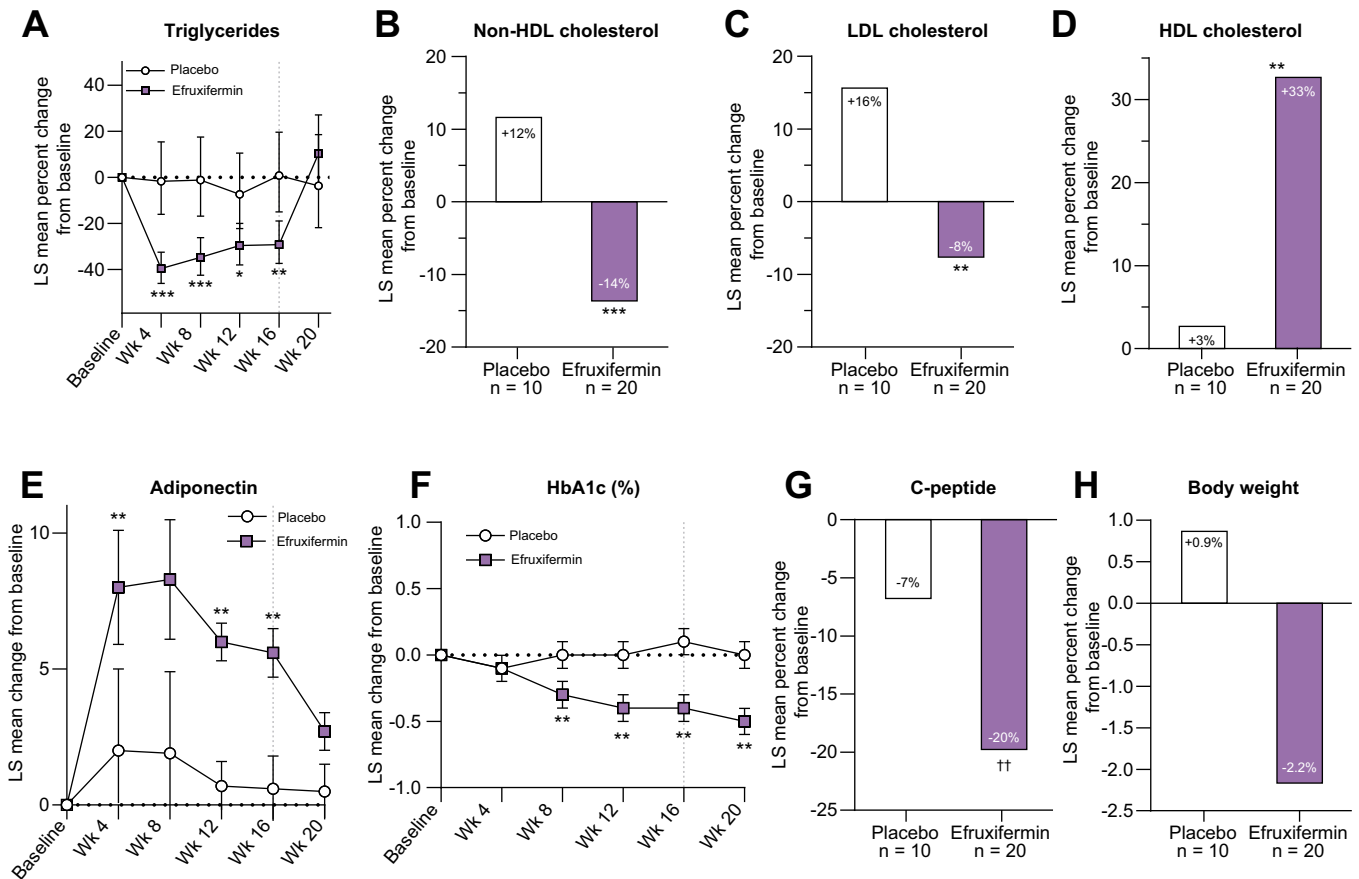 A
Triglycerides
LS mean percent change
from baseline
Placebo
Efruxifermin
40
20
0
-20
-40
***
***
*
**
Baseline
Wk 4
Wk 8
Wk 12
Wk 16
Wk 20
B
Non-HDL cholesterol
LS mean percent change
from baseline
20
10
0
-10
-20
+12%
-14%
***
Placebo
n = 10
Efruxifermin
n = 20
C
LDL cholesterol
LS mean percent change
from baseline
20
10
0
-10
-20
+16%
-8%
**
Placebo
n = 10
Efruxifermin
n = 20
D
HDL cholesterol
LS mean percent change
from baseline
30
20
10
0
**
+33%
+3%
Placebo
n = 10
Efruxifermin
n = 20
E
Adiponectin
LS mean change from baseline
Placebo
Efruxifermin
10
5
0
**
**
**
Baseline
Wk 4
Wk 8
Wk 12
Wk 16
Wk 20
F
HbA1c (%)
LS mean change from baseline
Placebo
Efruxifermin
1.0
0.5
0.0
-0.5
-1.0
**
**
**
**
Baseline
Wk 4
Wk 8
Wk 12
Wk 16
Wk 20
G
C-peptide
LS mean percent change
from baseline
0
-5
-10
-15
-20
-25
-7%
-20%
††
Placebo
n = 10
Efruxifermin
n = 20
H
Body weight
LS mean percent change
from baseline
1.0
0.5
0.0
-0.5
-1.0
-1.5
-2.0
-2.5
+0.9%
-2.2%
Placebo
n = 10
Efruxifermin
n = 20